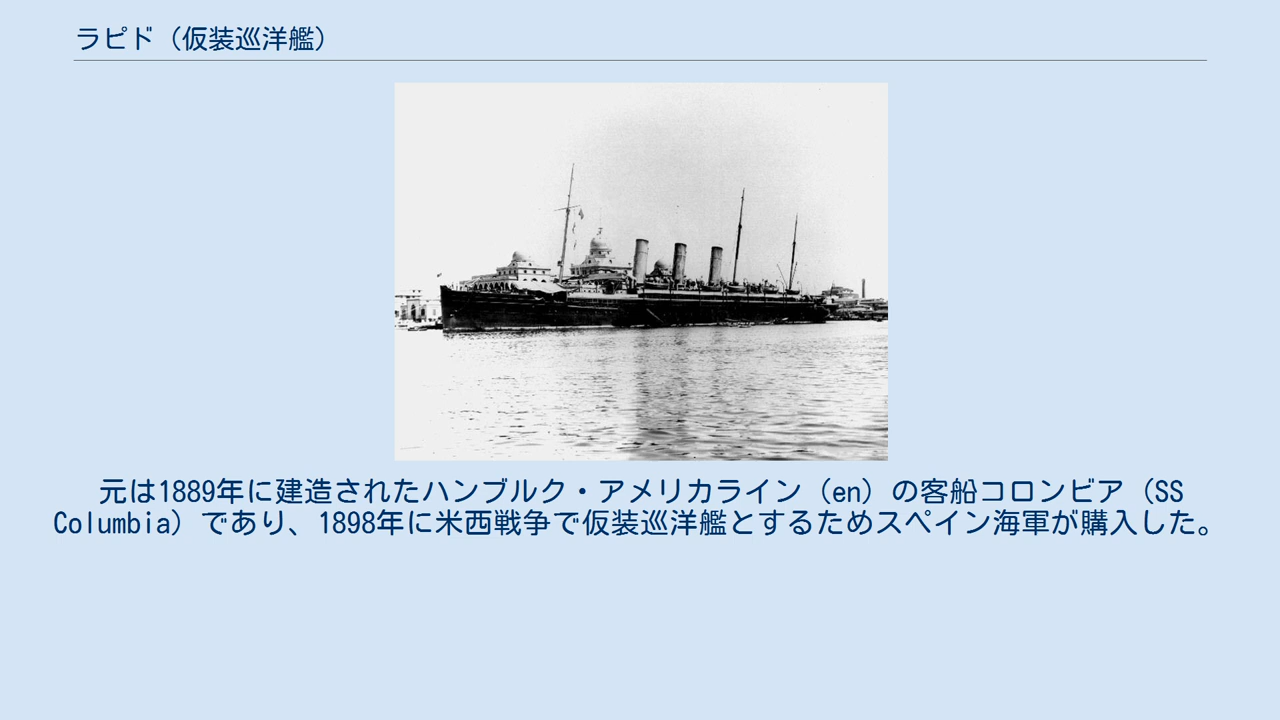 ラピド（仮装巡洋艦）
元は1889年に建造されたハンブルク・アメリカライン（en）の客船コロンビア（SS
Columbia）であり、1898年に米西戦争で仮装巡洋艦とするためスペイン海軍が購入した。